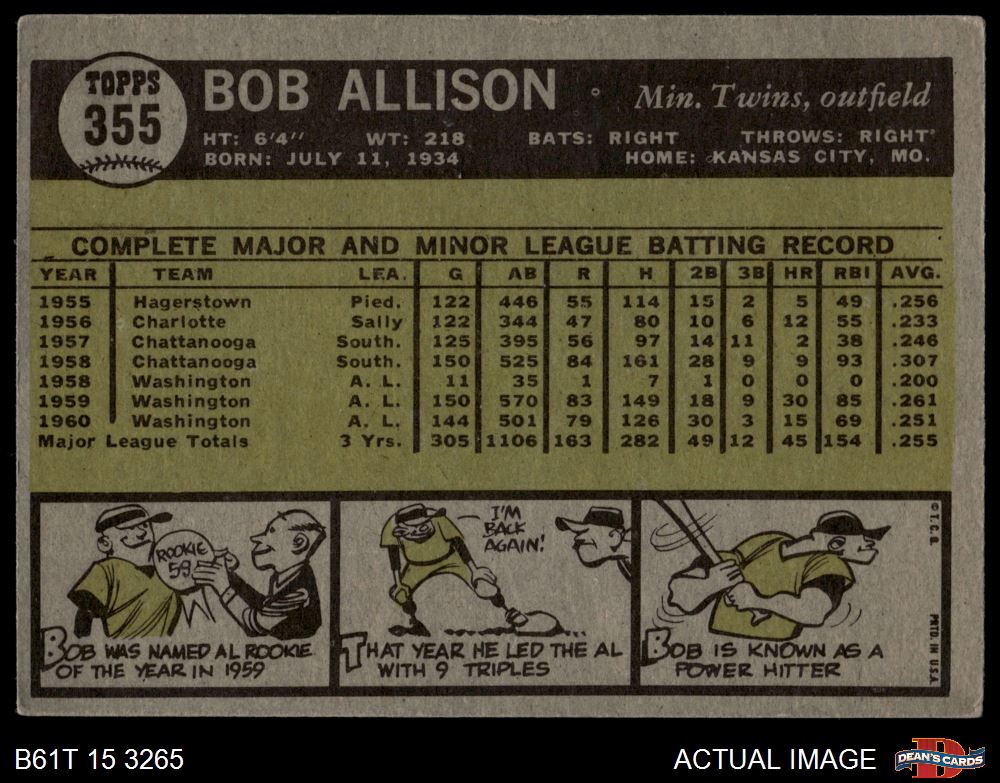 TOPPS
355
BOB ALLISON
Min. Twins, outfield
HT: 6'4" WT: 218 BATS: RIGHT THROWS: RIGHT
BORN: JULY 11, 1934 HOME: KANSAS CITY, MO.
COMPLETE MAJOR AND MINOR LEAGUE BATTING RECORD
YEAR TEAM LEA. G AB R H 2B 3B HR RBI AVG.
1955 Hagerstown Pied. 122 446 55 114 15 2 5 49 .256
1956 Charlotte Sally 122 344 47 80 10 6 12 55 .233
1957 Chattanooga South. 125 395 56 97 14 11 2 38 .246
1958 Chattanooga South. 150 525 84 161 28 9 9 93 .307
1958 Washington A. L. 11 35 1 7 1 0 0 0 .200
1959 Washington A. L. 150 570 83 149 18 9 30 85 .261
1960 Washington A. L. 144 501 79 126 30 3 15 69 .251
Major League Totals 3 Yrs. 305 1106 163 282 49 12 45 154 .255
ROOKIE
59
BOB WAS NAMED AL ROOKIE
OF THE YEAR IN 1959
I'M
BACK
AGAIN!
THAT YEAR HE LED THE AL
WITH 9 TRIPLES
BOB IS KNOWN AS A
POWER HITTER
© T. C. G.
PRTD. IN U.S.A.
B61T 15 3265
ACTUAL IMAGE
D
DEAN'S CARDS